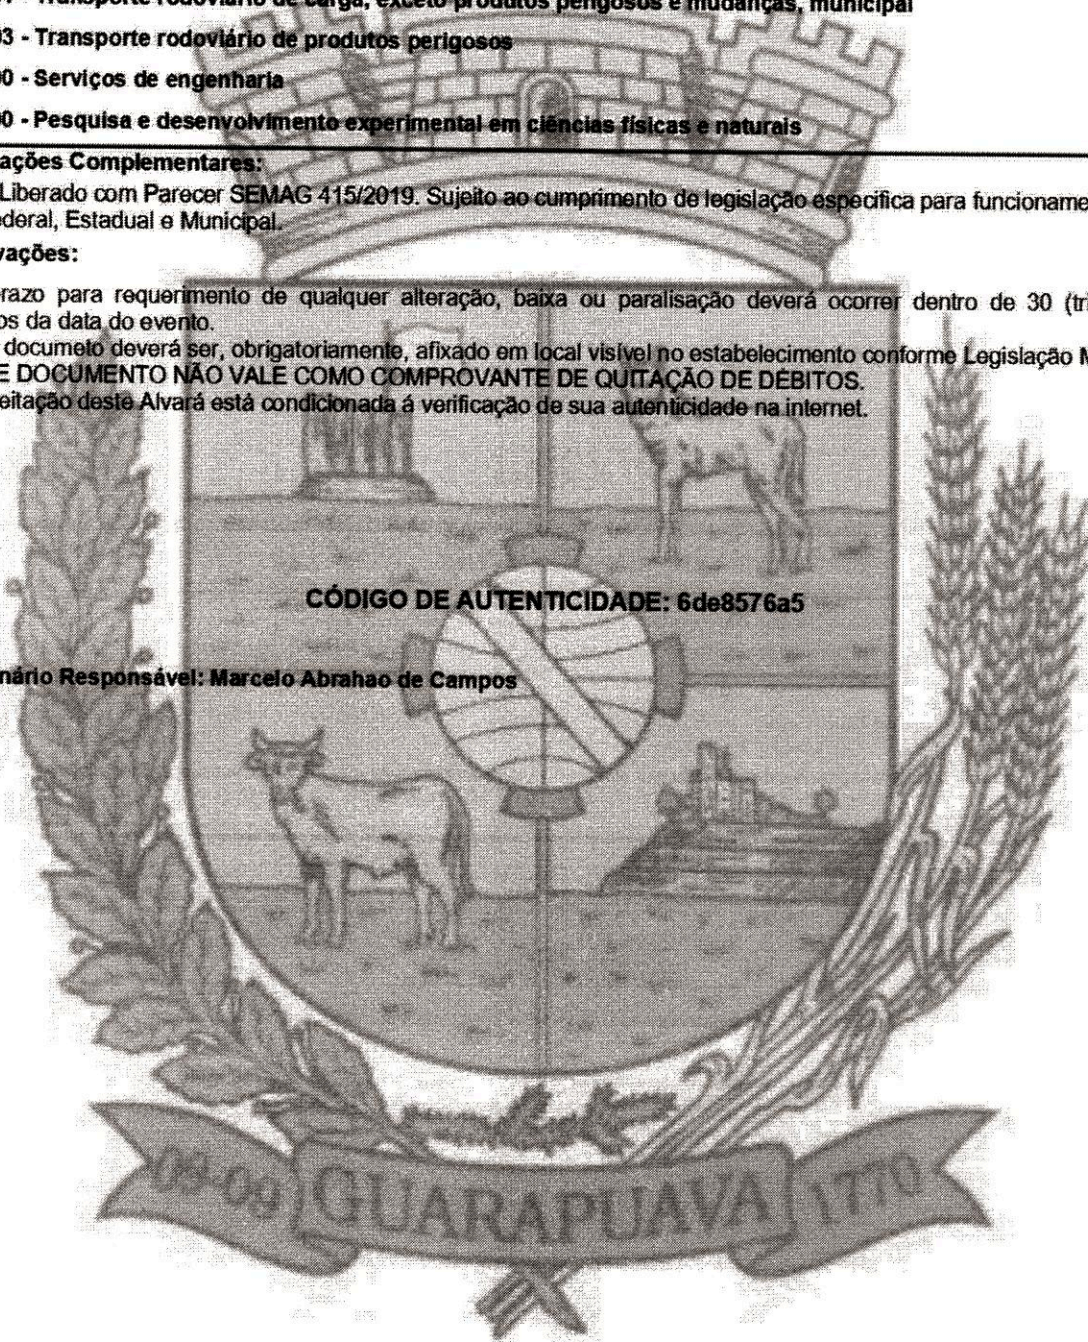 - Transporte rodoviário de carga, exceto produtos perigosos e mudanças, municipal
03 - Transporte rodoviário de produtos perigosos
00 - Serviços de engenharia
00 - Pesquisa e desenvolvimento experimental em ciências físicas e naturais
ações Complementares:
Liberado com Parecer SEMAG 415/2019. Sujeito ao cumprimento de legislação especifica para funcioname
deral, Estadual e Municipal.
vações:
razo para requerimento de qualquer alteração, baixa ou paralisação deverá ocorrer dentro de 30 (tri
os da data do evento.
documeto deverá ser, obrigatoriamente, afixado em local visível no estabelecimento conforme Legislação M
E DOCUMENTO NÃO VALE COMO COMPROVANTE DE QUITAÇÃO DE DÉBITOS.
eitação deste Alvará está condicionada á verificação de sua autenticidade na internet.
CÓDIGO DE AUTENTICIDADE: 6de8576a5
nário Responsável: Marcelo Abrahao de Campos
09-09 GUARAPUAVA 1770